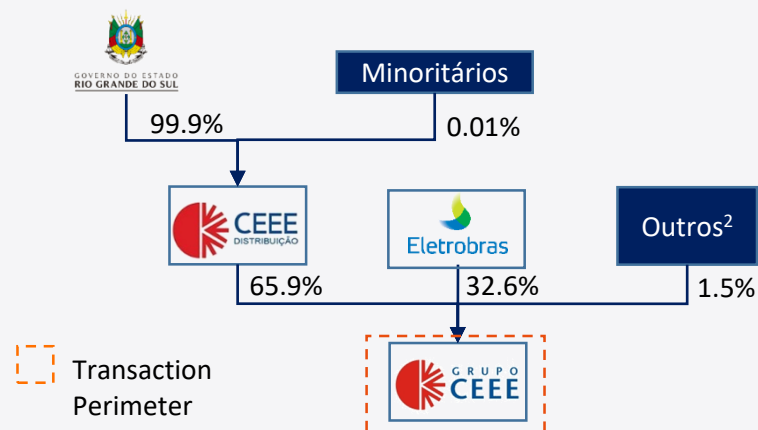 GOVERNO DO ESTADO
RIO GRANDE DO SUL
Minoritários
99.9%
0.01%
CEEE
DISTRIBUIÇÃO
Eletrobras
Outros²
65.9%
32.6%
1.5%
Transaction
Perimeter
GRUPO
CEEE